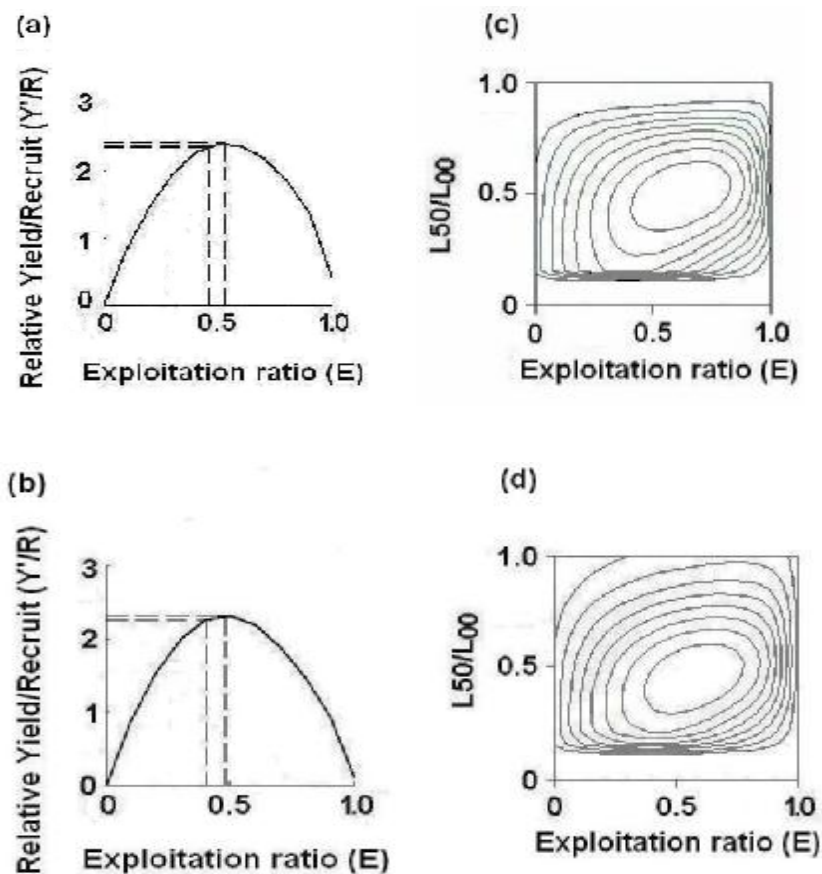 (a)
Relative Yield/Recruit (Y'/R)
3
2
1
0
0
0.5
1.0
Exploitation ratio (E)
(c)
L50/L00
1.0
0.5
0
0
0.5
1.0
Exploitation ratio (E)
(b)
Relative Yield/Recruit (Y'/R)
3
2
1
0
0
0.5
1.0
Exploitation ratio (E)
(d)
L50/L00
1.0
0.5
0
0
0.5
1.0
Exploitation ratio (E)